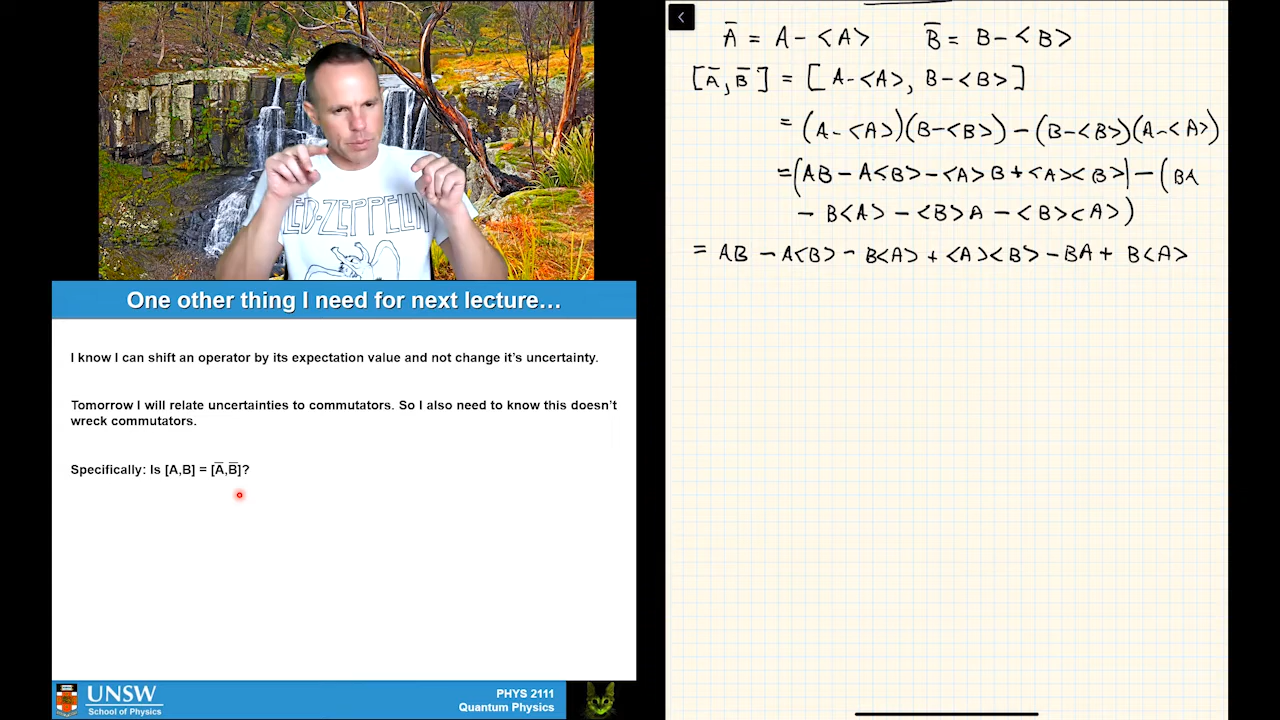 LED-ZEPPELIN
One other thing I need for next lecture…
I know I can shift an operator by its expectation value and not change it's uncertainty.
Tomorrow I will relate uncertainties to commutators. So I also need to know this doesn't
wreck commutators.
Specifically: Is [A,B] = [A̅,B̅]?
UNSW
School of Physics
PHYS 2111
Quantum Physics
A̅ = A - <A> B̅ = B - <B>
[A̅, B̅] = [A - <A>, B - <B>]
= (A - <A>)(B - <B>) - (B - <B>)(A - <A>)
= (AB - A<B> - <A>B + <A><B>) - (BA
- B<A> - <B>A - <B><A>)
= AB - A<B> - B<A> + <A><B> - BA + B<A>